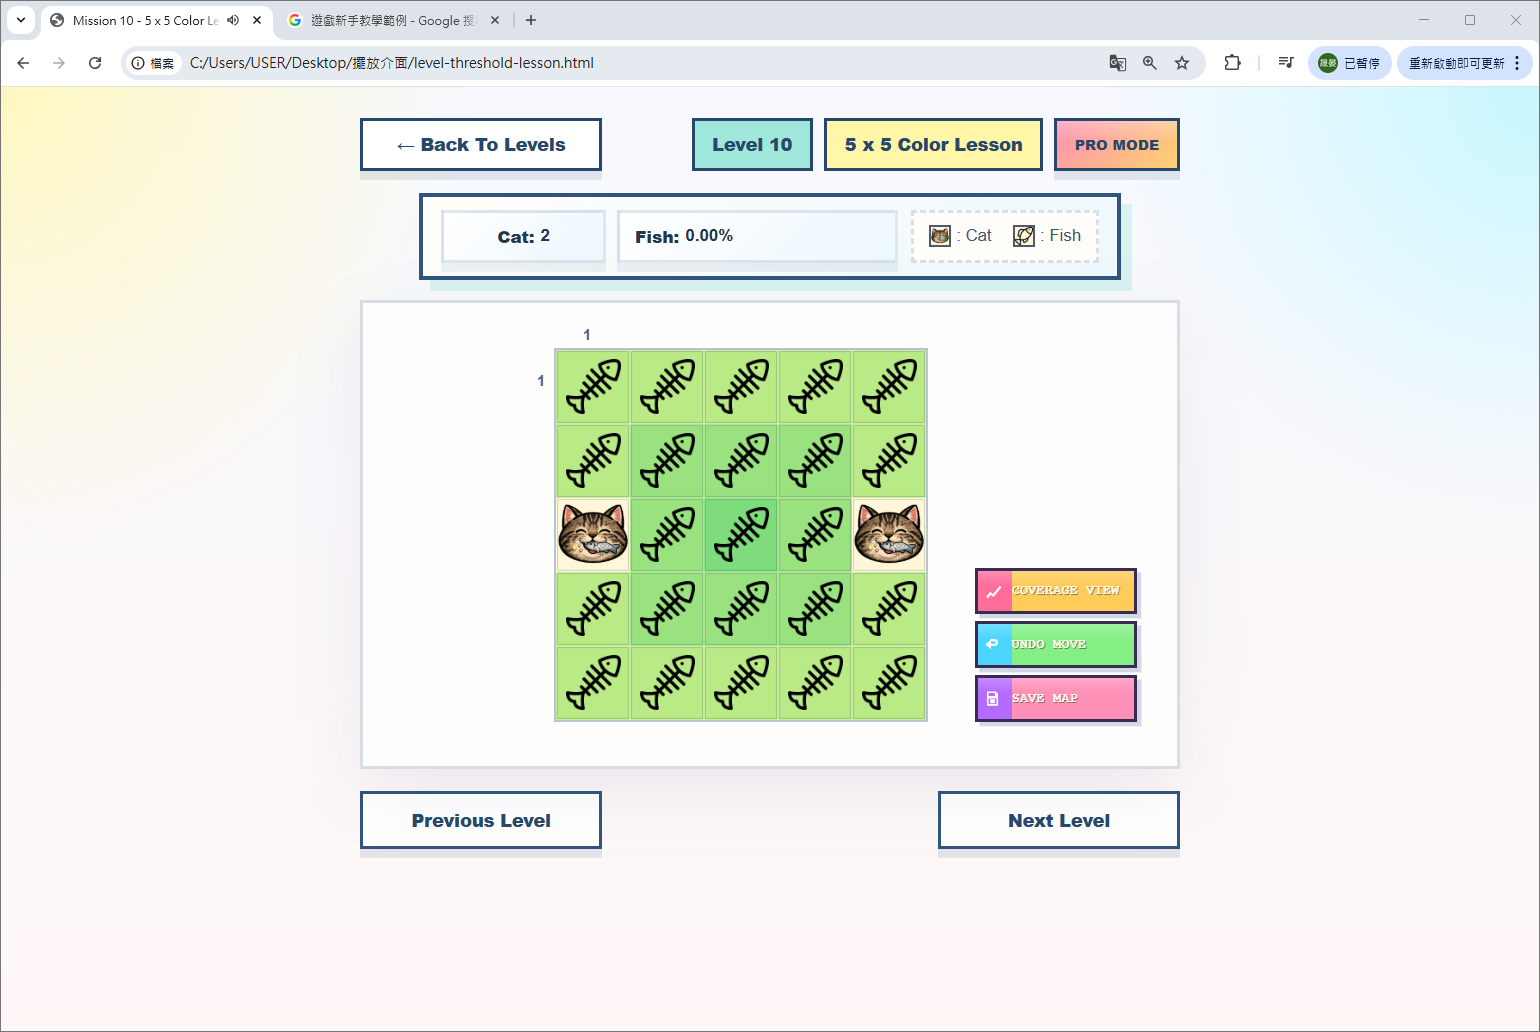 Mission 10 - 5 x 5 Color Le
遊戲新手教學範例 - Google 搜
檔案
C:/Users/USER/Desktop/擺放介面/level-threshold-lesson.html
已暫停
重新啟動即可更新
← Back To Levels
Level 10
5 x 5 Color Lesson
PRO MODE
Cat: 2
Fish: 0.00%
: Cat
: Fish
1
1
COVERAGE VIEW
UNDO MOVE
SAVE MAP
Previous Level
Next Level